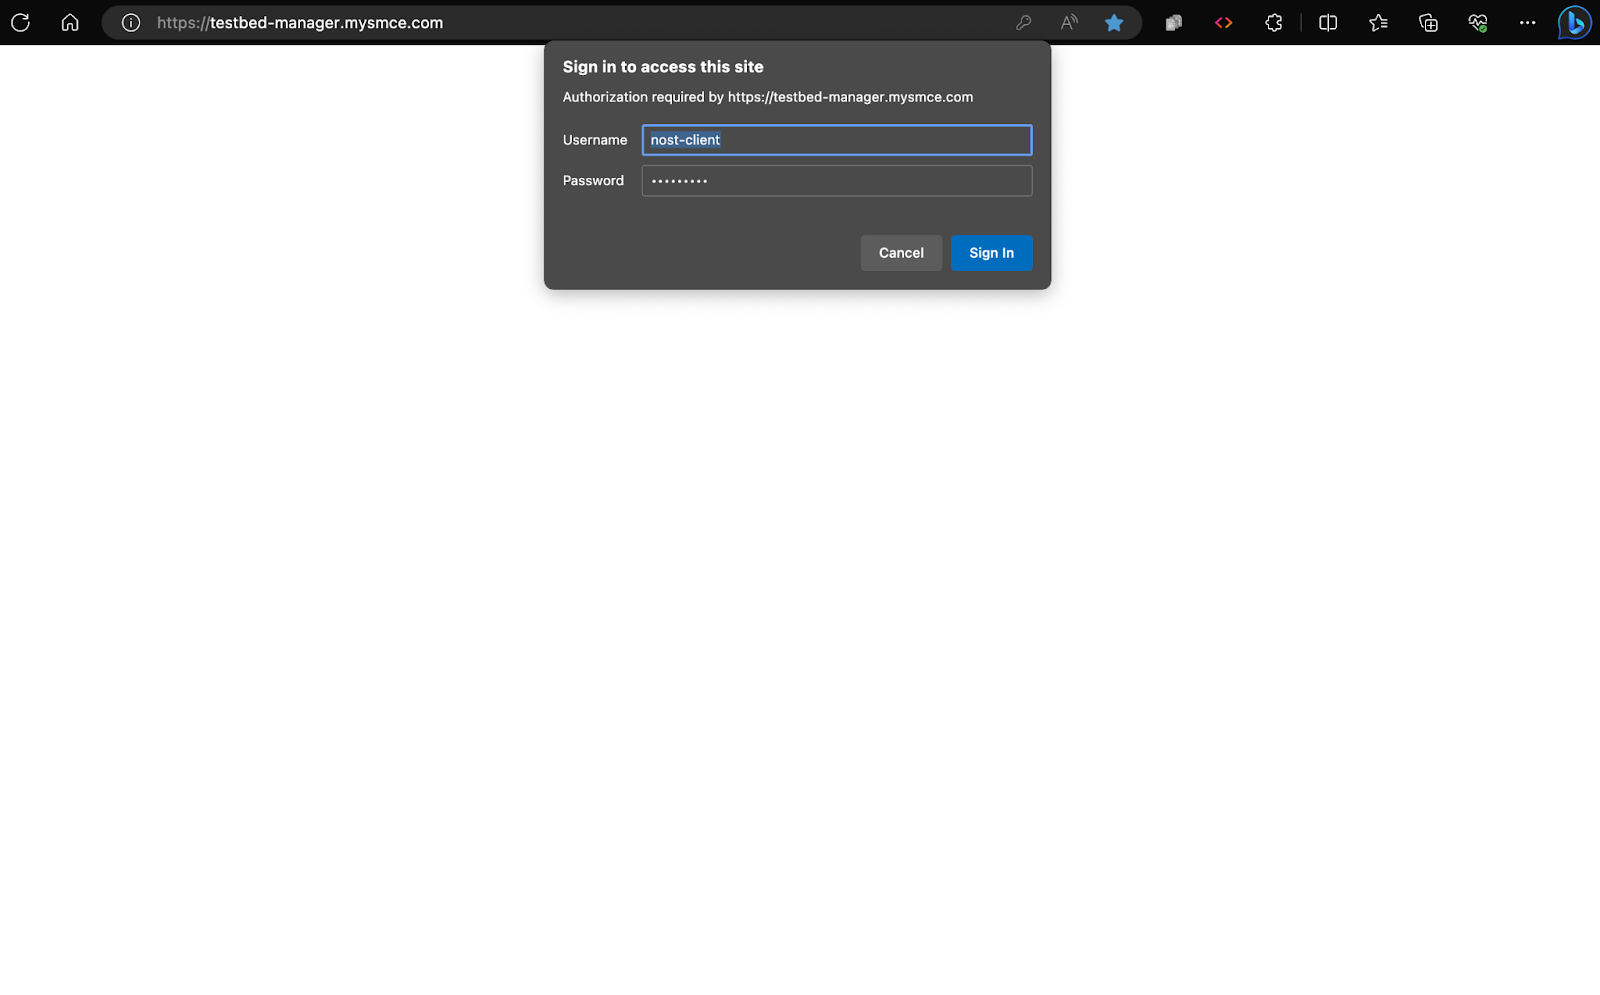 https://testbed-manager.mysmce.com
Sign in to access this site
Authorization required by https://testbed-manager.mysmce.com
Username nost-client
Password •••••••••
Cancel Sign In